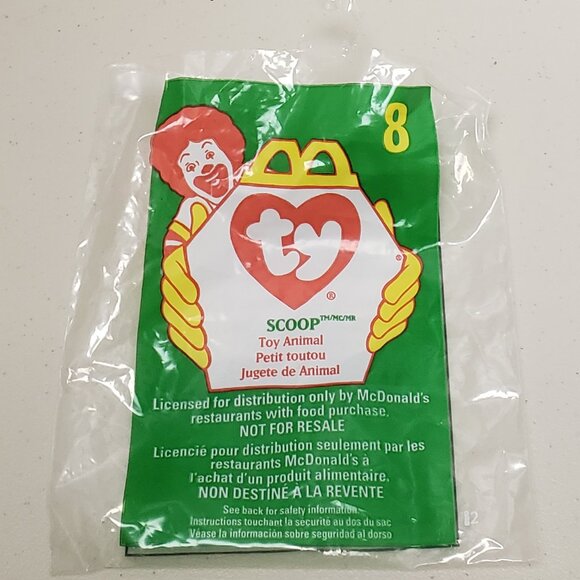 8
ty®
®
SCOOP™/MC/MR
Toy Animal
Petit toutou
Jugete de Animal
Licensed for distribution only by McDonald's
restaurants with food purchase.
NOT FOR RESALE
Licencié pour distribution seulement par les
restaurants McDonald's à
l'achat d'un produit alimentaire.
NON DESTINÉ À LA REVENTE
See back for safety information
Instructions touchant la sécurité au dos du sac
Véase la información sobre seguridad al dorso
82